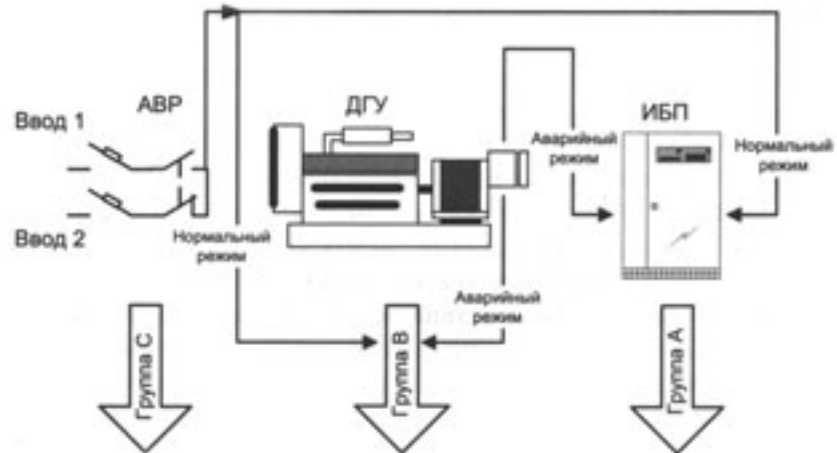 АВР
ДГУ
ИБП
Ввод 1
Ввод 2
Аварийный
режим
Нормальный
режим
Нормальный
режим
Аварийный
режим
Группа C
Группа B
Группа A